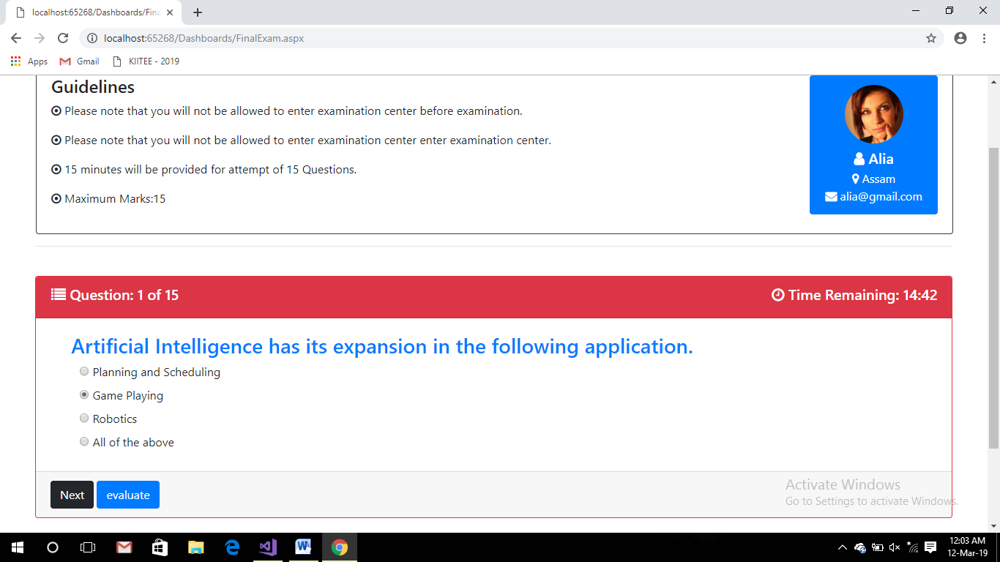 localhost:65268/Dashboards/Fina
localhost:65268/Dashboards/FinalExam.aspx
Apps Gmail KIITEE - 2019
Guidelines
Please note that you will not be allowed to enter examination center before examination.
Please note that you will not be allowed to enter examination center enter examination center.
15 minutes will be provided for attempt of 15 Questions.
Maximum Marks:15
Alia
Assam
alia@gmail.com
Question: 1 of 15 Time Remaining: 14:42
Artificial Intelligence has its expansion in the following application.
Planning and Scheduling
Game Playing
Robotics
All of the above
Next evaluate
Activate Windows
Go to Settings to activate Windows.
12:03 AM
12-Mar-19